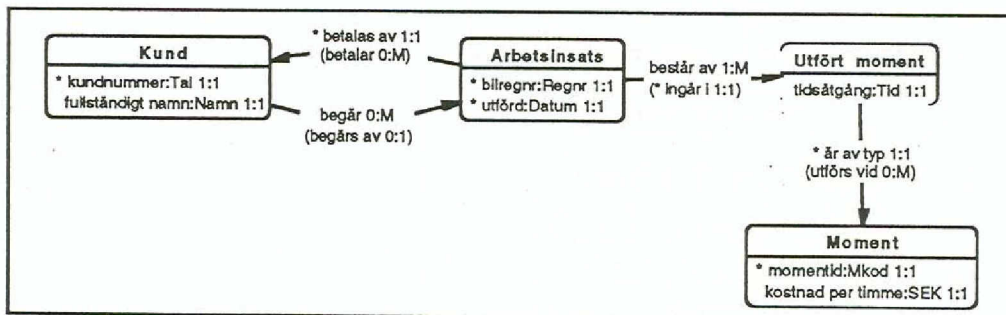 Kund
* kundnummer:Tal 1:1
fullständigt namn:Namn 1:1
* betalas av 1:1
(betalar 0:M)
begär 0:M
(begärs av 0:1)
Arbetsinsats
* bilregnr:Regnr 1:1
* utförd:Datum 1:1
består av 1:M
(* ingår i 1:1)
Utfört moment
tidsåtgång:Tid 1:1
* är av typ 1:1
(utförs vid 0:M)
Moment
* momentid:Mkod 1:1
kostnad per timme:SEK 1:1